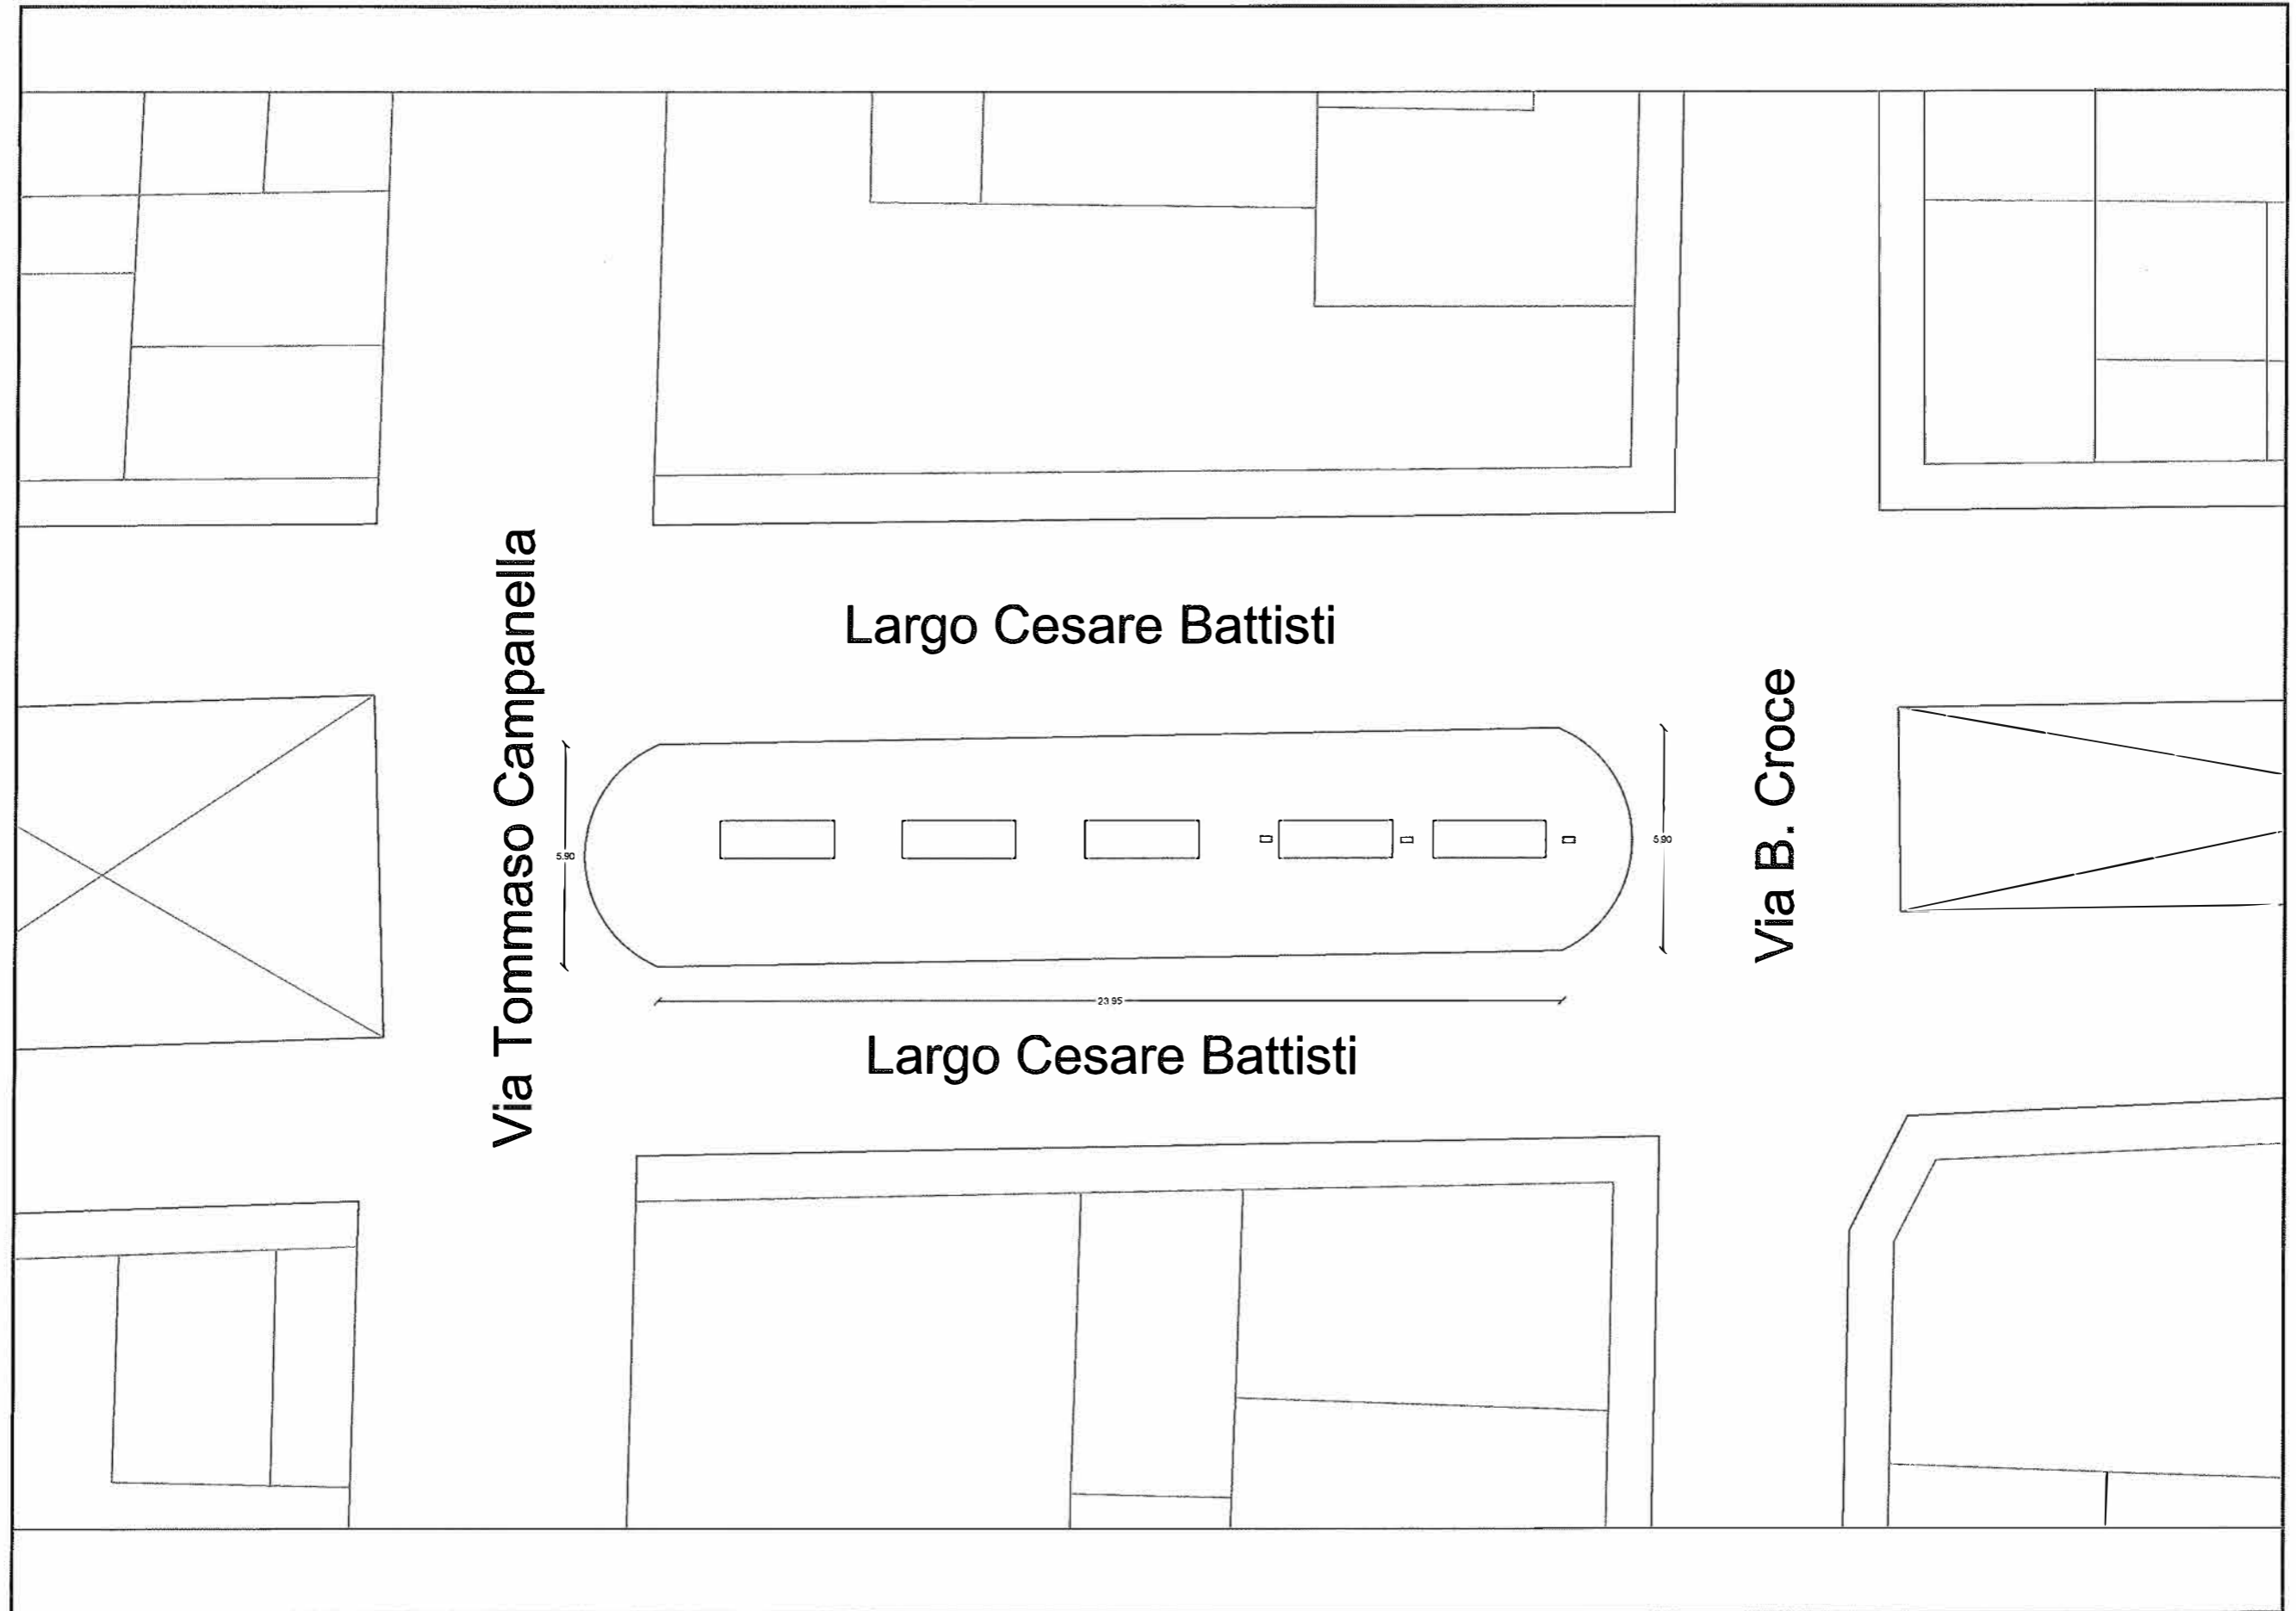 Largo Cesare Battisti
Via Tommaso Campanella
Via B. Croce
5.90
5.90
23.95
Largo Cesare Battisti